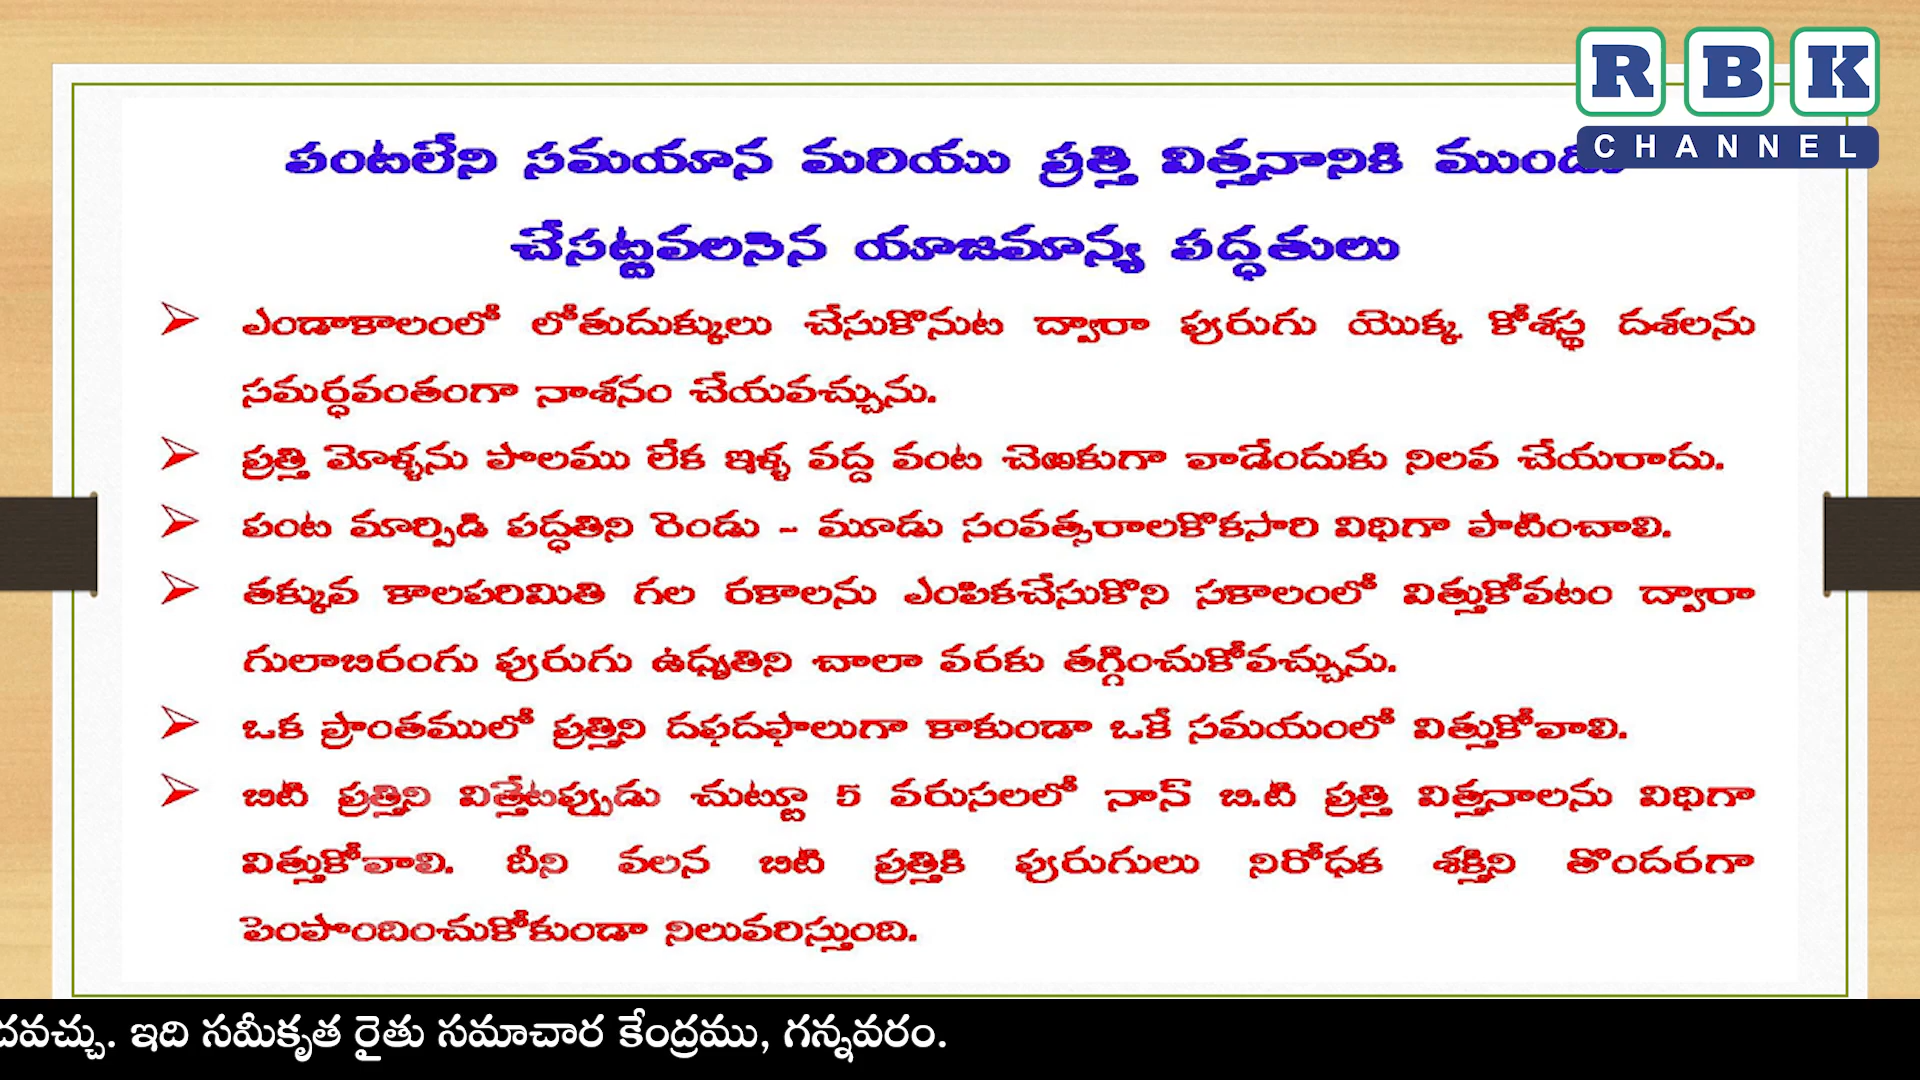 R B K
CHANNEL
పంటలేని సమయాన మరియు ప్రత్తి విత్తనానికి ముందు
చేపట్టవలసిన యాజమాన్య పద్ధతులు
➢ ఎండాకాలంలో లోతుదుక్కులు చేసుకొనుట ద్వారా పురుగు యొక్క కోశస్థ దశలను
సమర్ధవంతంగా నాశనం చేయవచ్చును.
➢ ప్రత్తి మోళ్ళను పొలము లేక ఇళ్ళ వద్ద వంట చెఱకుగా వాడేందుకు నిలవ చేయరాదు.
➢ పంట మార్పిడి పద్ధతిని రెండు - మూడు సంవత్సరాలకొకసారి విధిగా పాటించాలి.
➢ తక్కువ కాలపరిమితి గల రకాలను ఎంపికచేసుకొని సకాలంలో విత్తుకోవటం ద్వారా
గులాబిరంగు పురుగు ఉధృతిని చాలా వరకు తగ్గించుకోవచ్చును.
➢ ఒక ప్రాంతములో ప్రత్తిని దఫదఫాలుగా కాకుండా ఒకే సమయంలో విత్తుకోవాలి.
➢ బిటి ప్రత్తిని విత్తేటప్పుడు చుట్టూ 5 వరుసలలో నాన్ బి.టి ప్రత్తి విత్తనాలను విధిగా
విత్తుకోవాలి. దీని వలన బిటి ప్రత్తికి పురుగులు నిరోధక శక్తిని తొందరగా
పెంపొందించుకోకుండా నిలువరిస్తుంది.
దవచ్చు. ఇది సమీకృత రైతు సమాచార కేంద్రము, గన్నవరం.